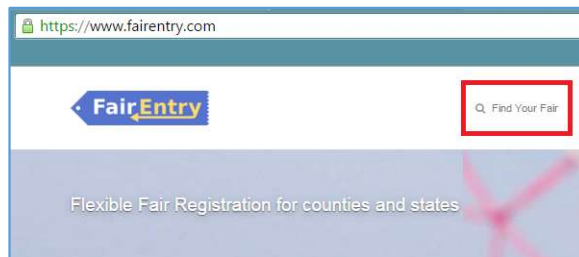 https://www.fairentry.com
FairEntry
Find Your Fair
Flexible Fair Registration for counties and states